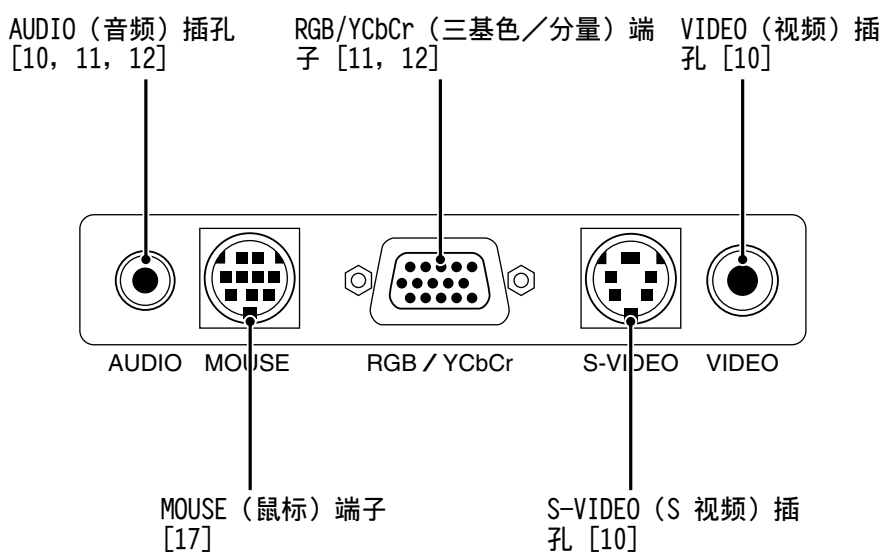 AUDIO（音频）插孔
[10, 11, 12]
RGB/YCbCr（三基色／分量）端
子 [11, 12]
VIDEO（视频）插
孔 [10]
AUDIO
MOUSE
RGB / YCbCr
S-VIDEO
VIDEO
MOUSE（鼠标）端子
[17]
S-VIDEO（S 视频）插
孔 [10]